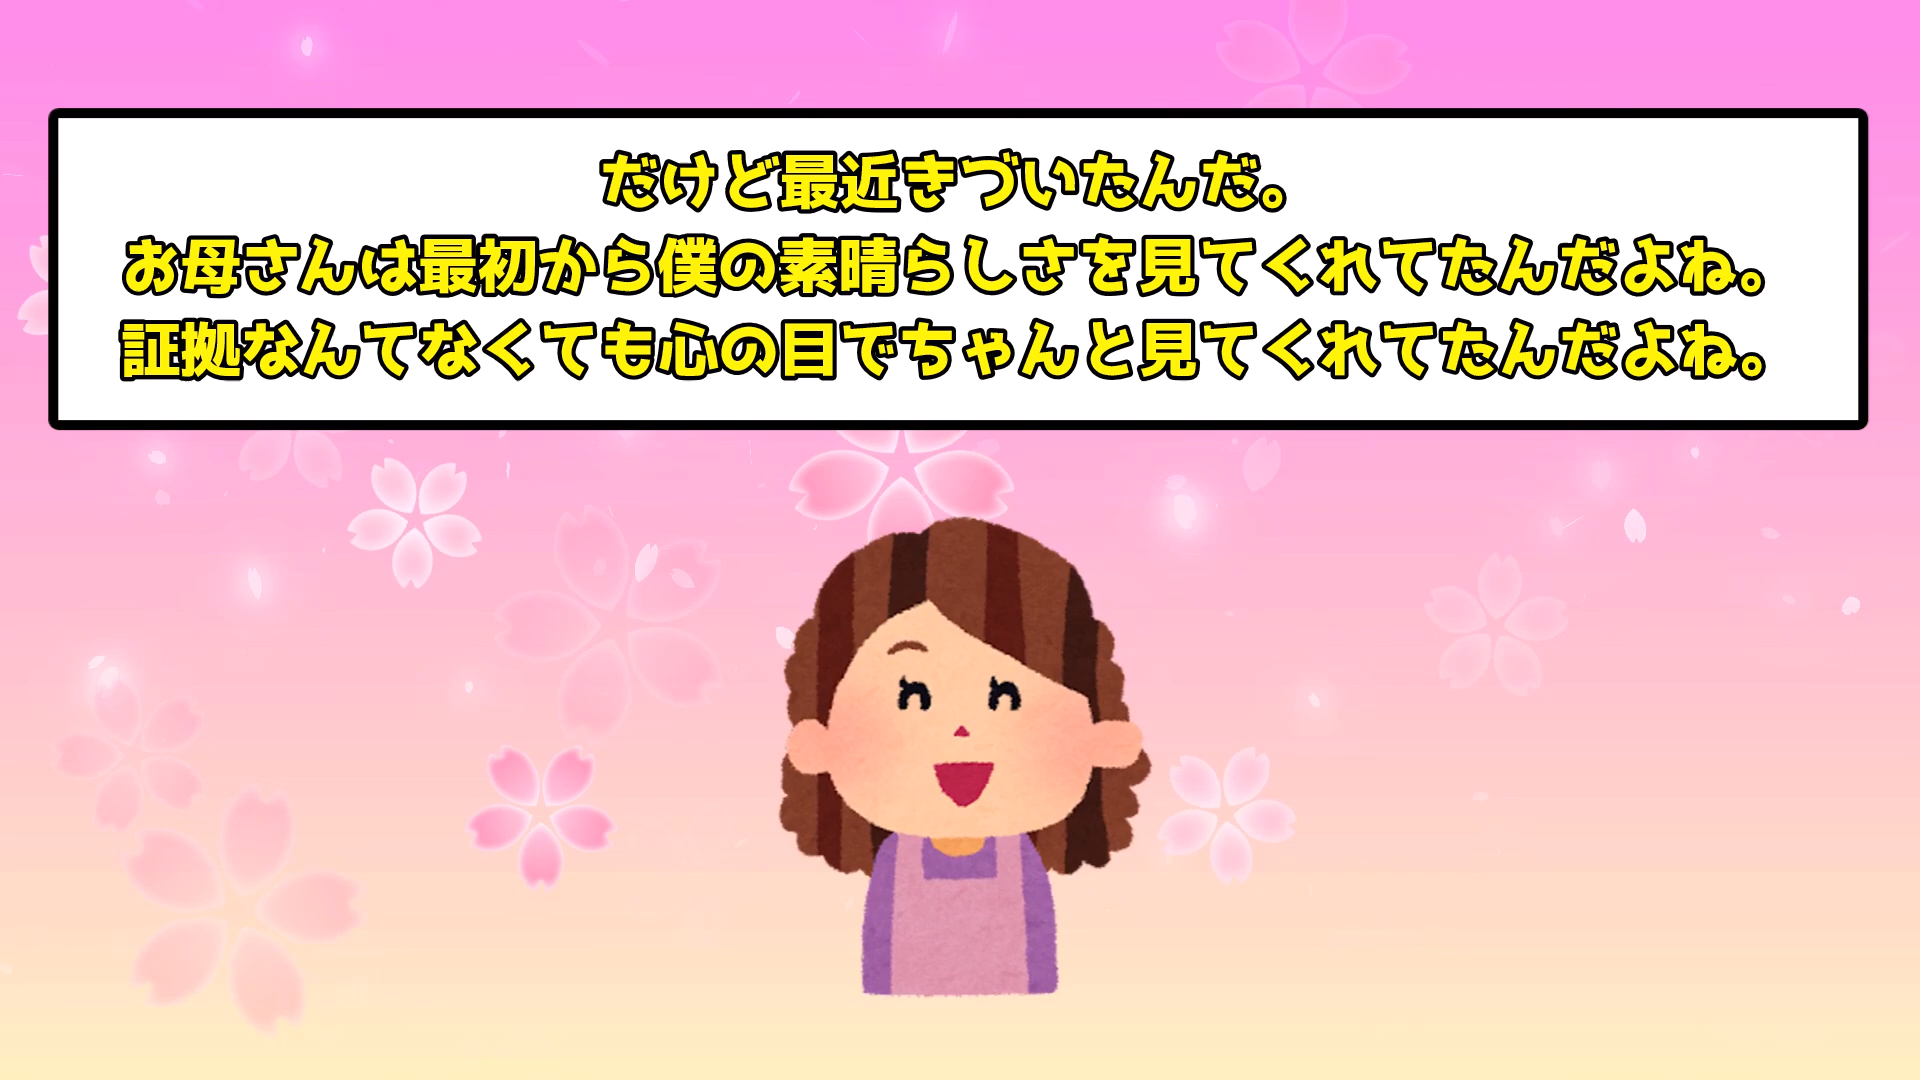 だけど最近きづいたんだ。
お母さんは最初から僕の素晴らしさを見てくれてたんだよね。
証拠なんてなくても心の目でちゃんと見てくれてたんだよね。